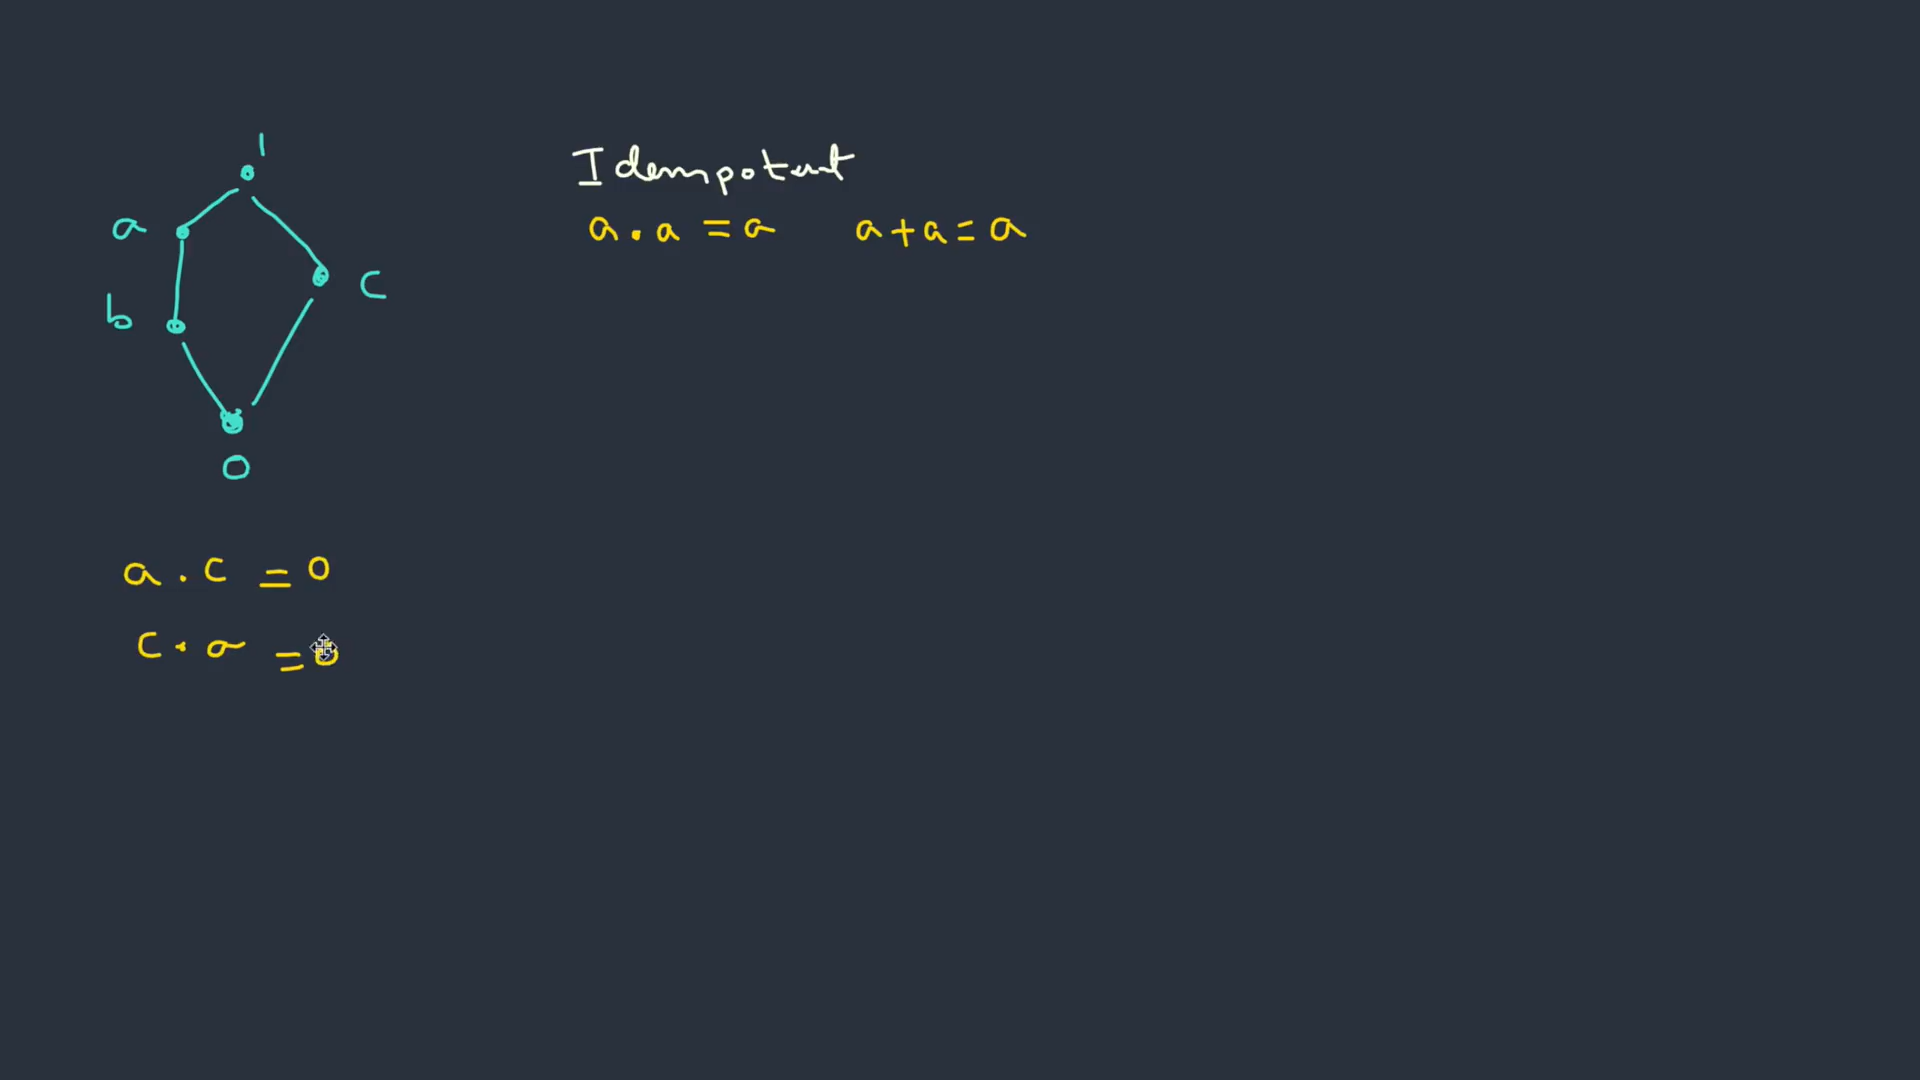 1
a
b
c
0
Idempotent
a . a = a a + a = a
a . c = 0
c . a = 0